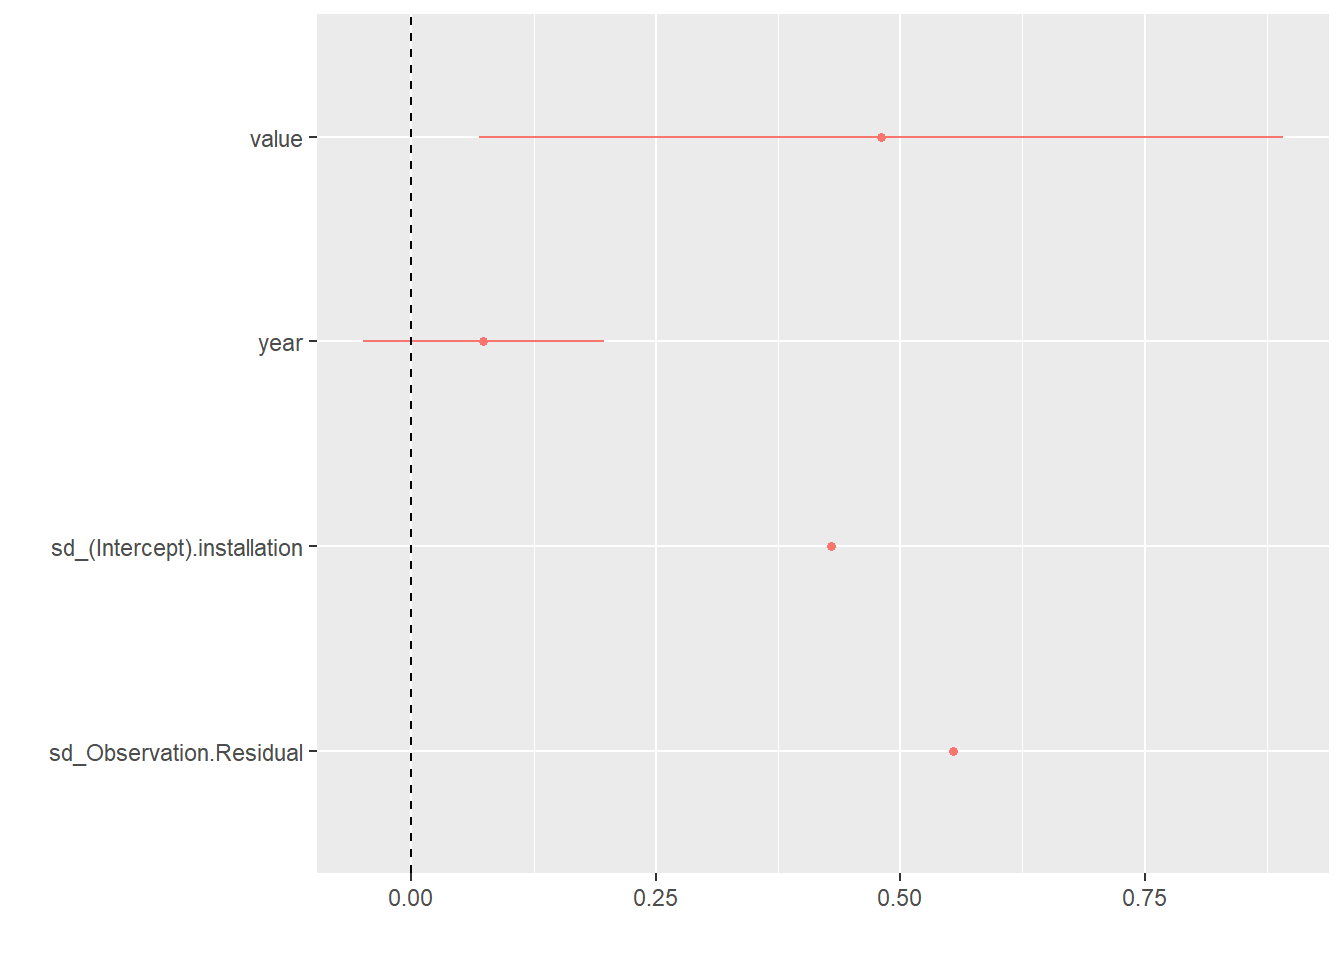 value
year
sd_(Intercept).installation
sd_Observation.Residual
0.00 0.25 0.50 0.75